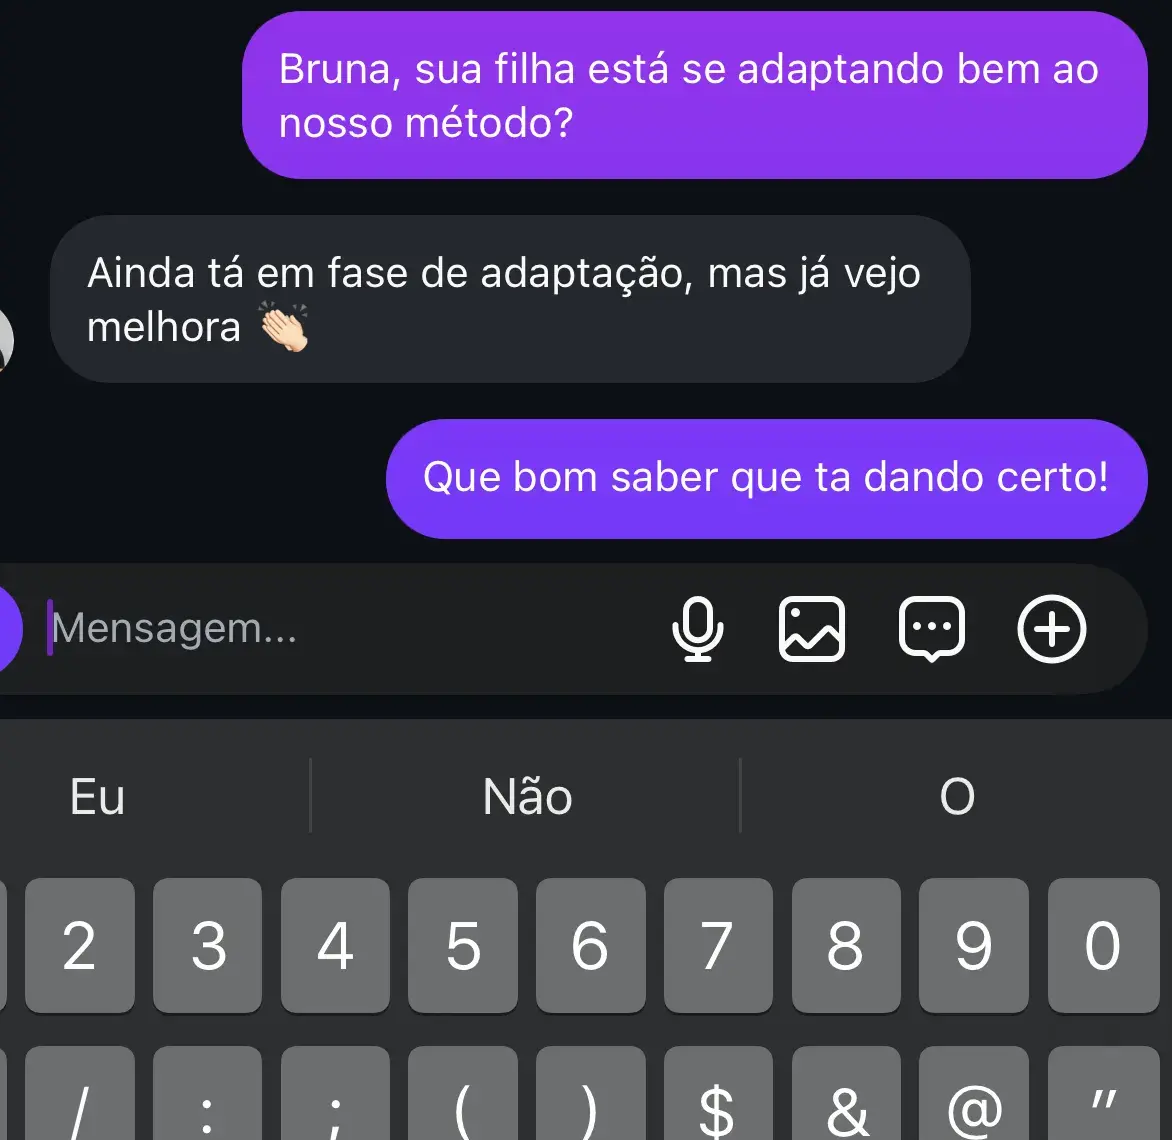 Bruna, sua filha está se adaptando bem ao
nosso método?
Ainda tá em fase de adaptação, mas já vejo
melhora 👏🏻
Que bom saber que ta dando certo!
Mensagem...
Eu Não O
2 3 4 5 6 7 8 9 0
/ : ; ( ) $ & @ "